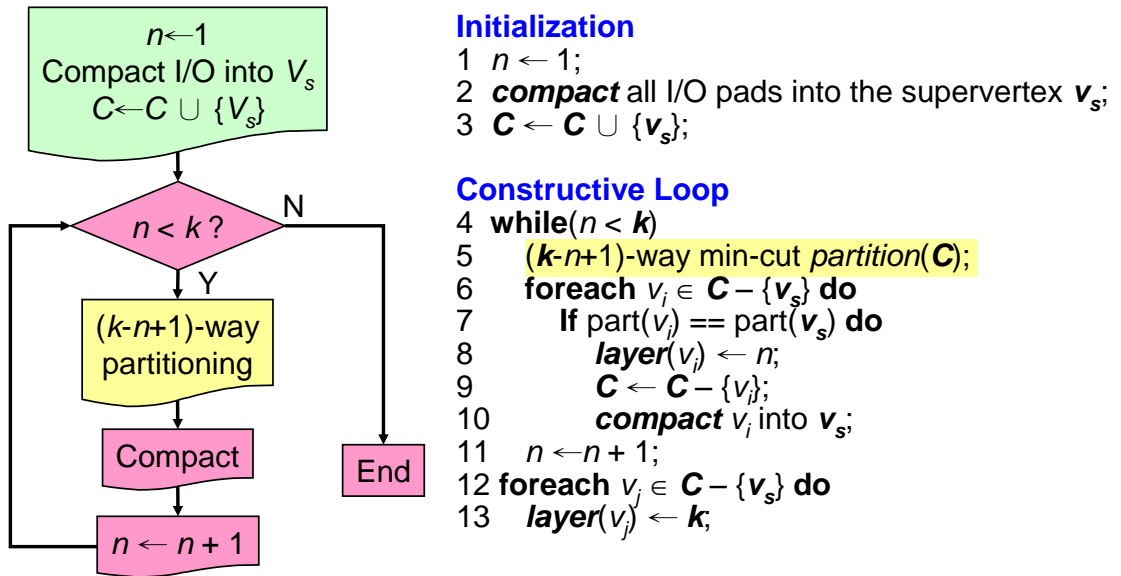 n←1
Compact I/O into Vs
C←C ∪ {Vs}
n < k ?
N
Y
(k-n+1)-way
partitioning
Compact
n ← n + 1
End
Initialization
1 n ← 1;
2 compact all I/O pads into the supervertex vs;
3 C ← C ∪ {vs};
Constructive Loop
4 while(n < k)
5 (k-n+1)-way min-cut partition(C);
6 foreach vi ∈ C – {vs} do
7 If part(vi) == part(vs) do
8 layer(vi) ← n;
9 C ← C – {vi};
10 compact vi into vs;
11 n ←n + 1;
12 foreach vj ∈ C – {vs} do
13 layer(vj) ← k;